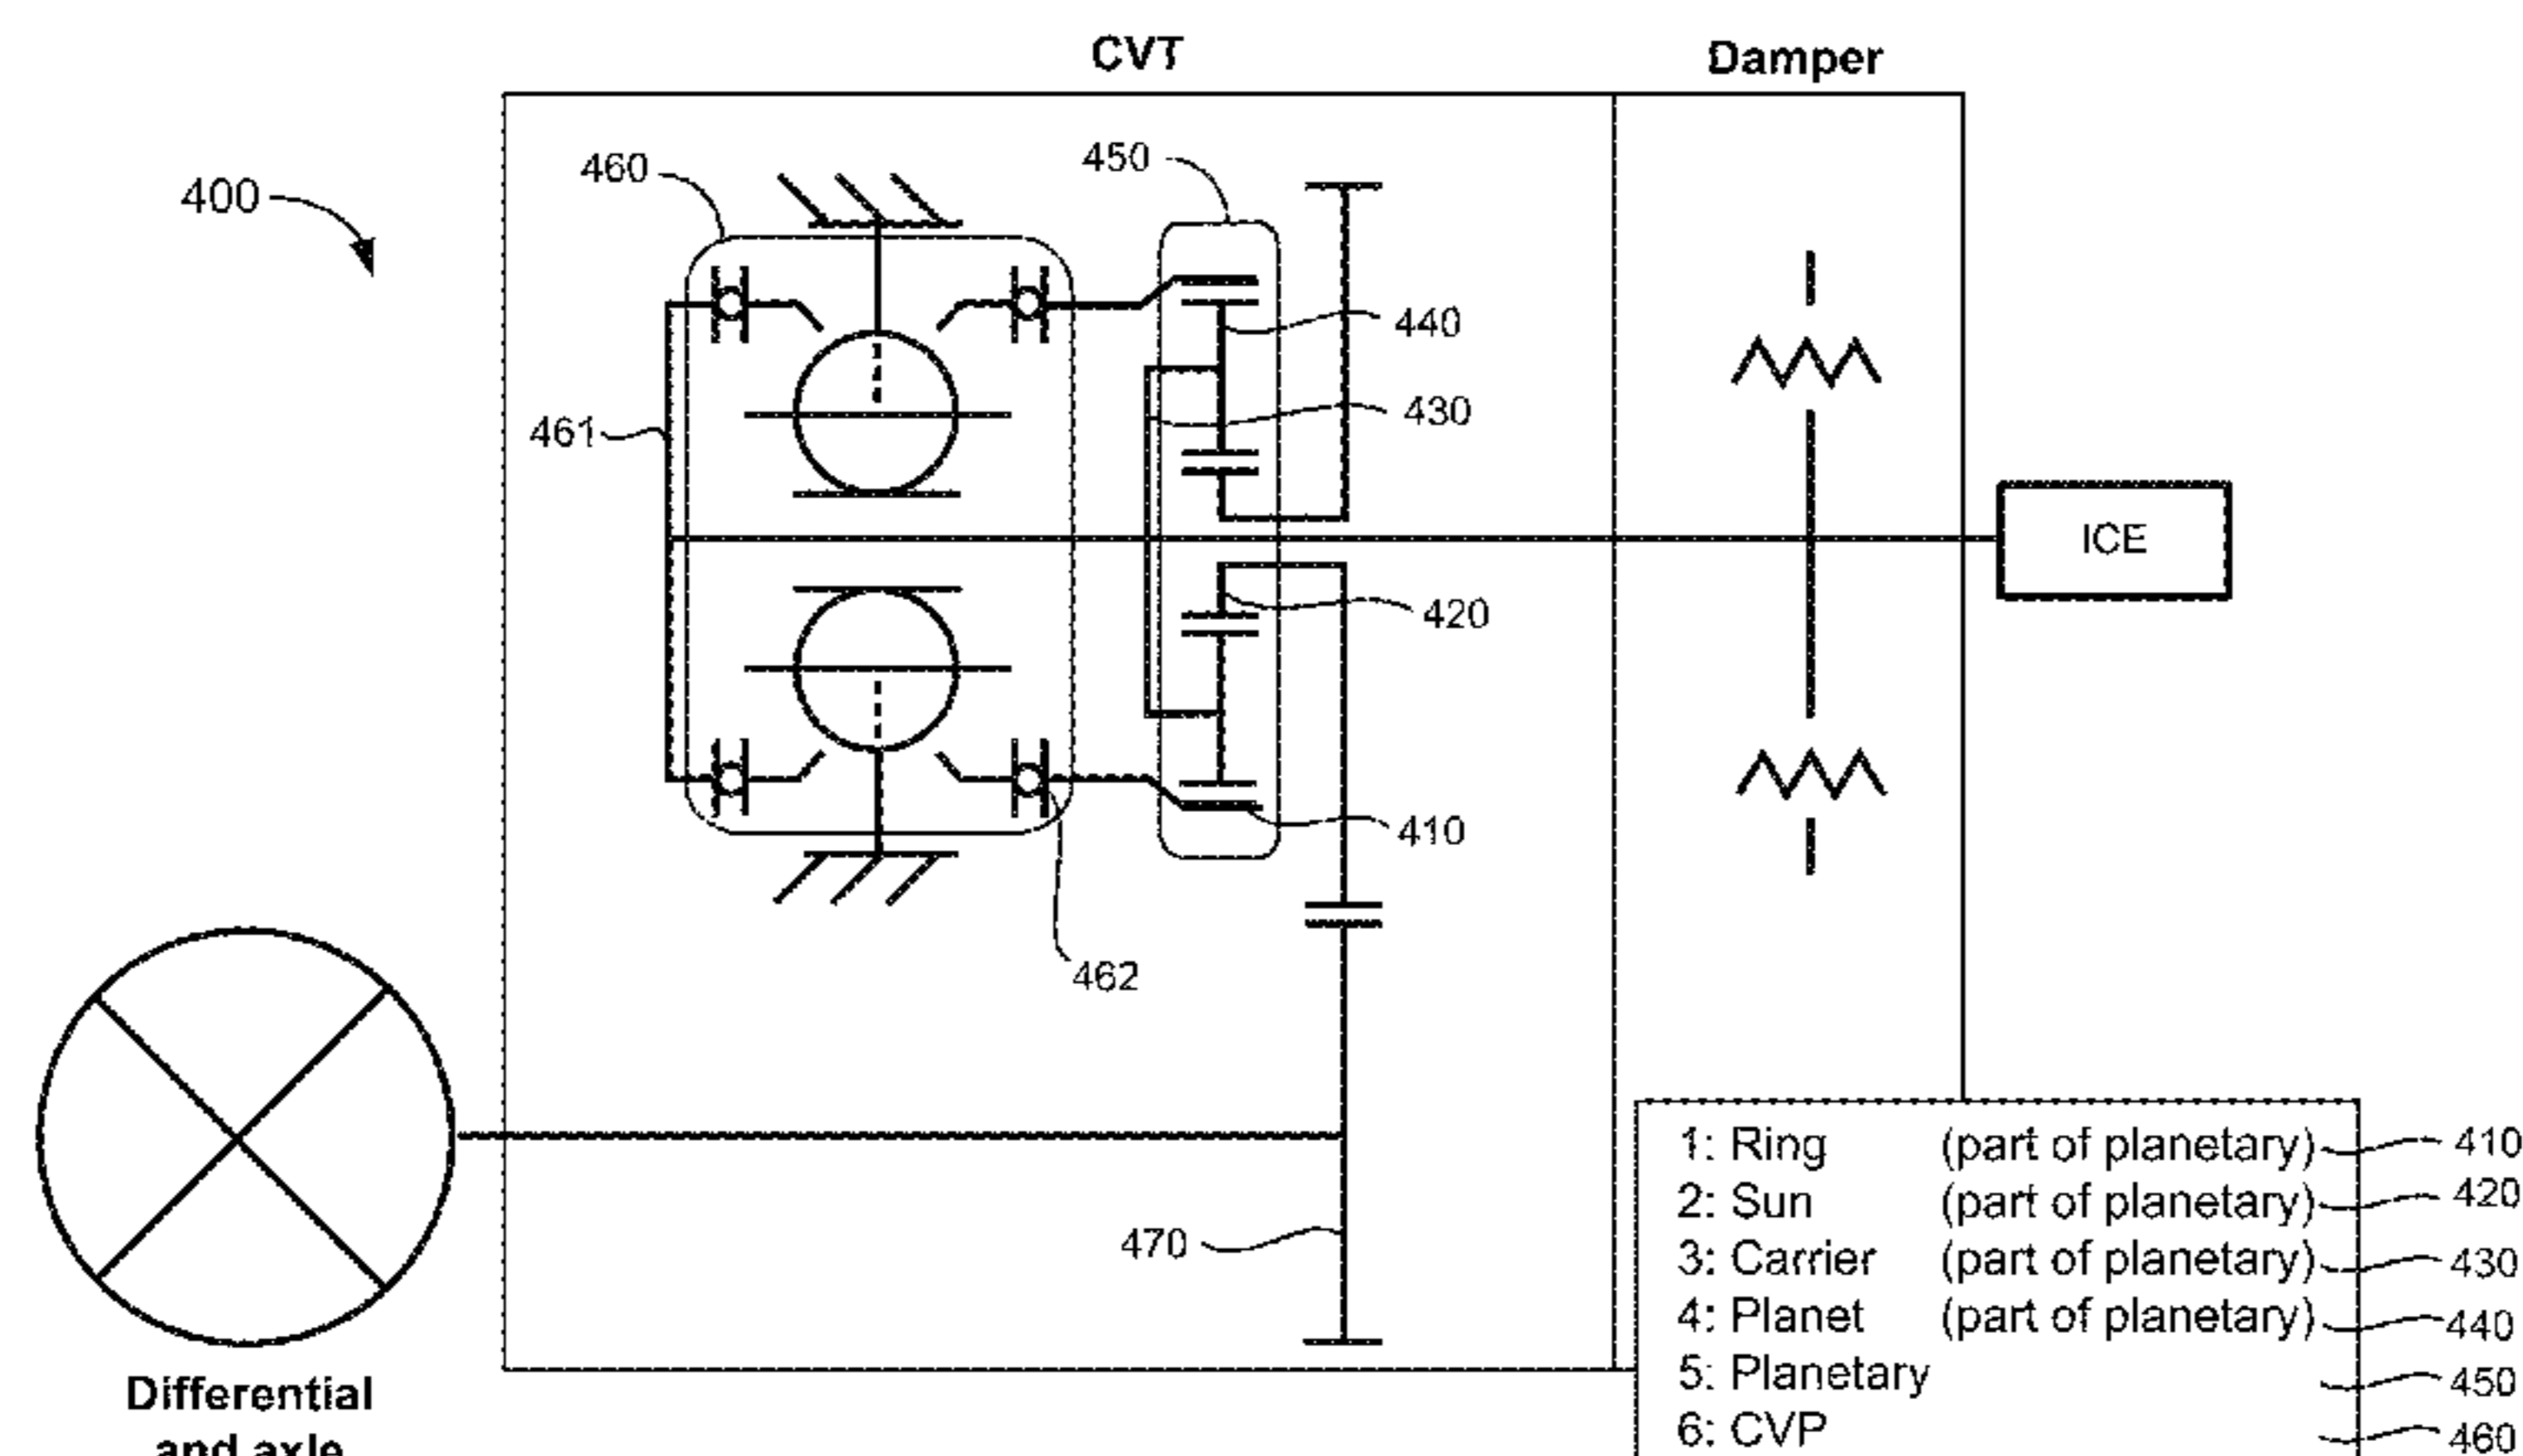 CVT
Damper
400
460
450
440
430
461
ICE
420
410
462
470
Differential
and axle
1: Ring (part of planetary) 410
2: Sun (part of planetary) 420
3: Carrier (part of planetary) 430
4: Planet (part of planetary) 440
5: Planetary 450
6: CVP 460